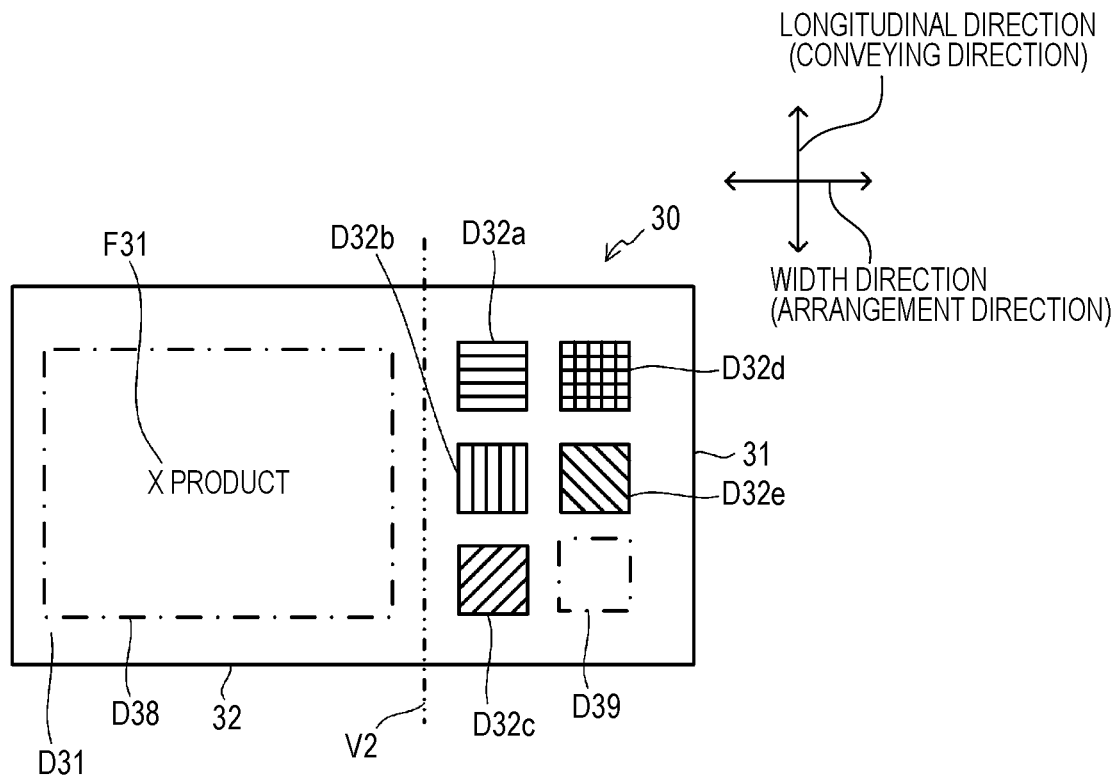 LONGITUDINAL DIRECTION
(CONVEYING DIRECTION)
WIDTH DIRECTION
(ARRANGEMENT DIRECTION)
30
F31
D32b
D32a
D32d
X PRODUCT
31
D32e
D31
D38
32
V2
D32c
D39